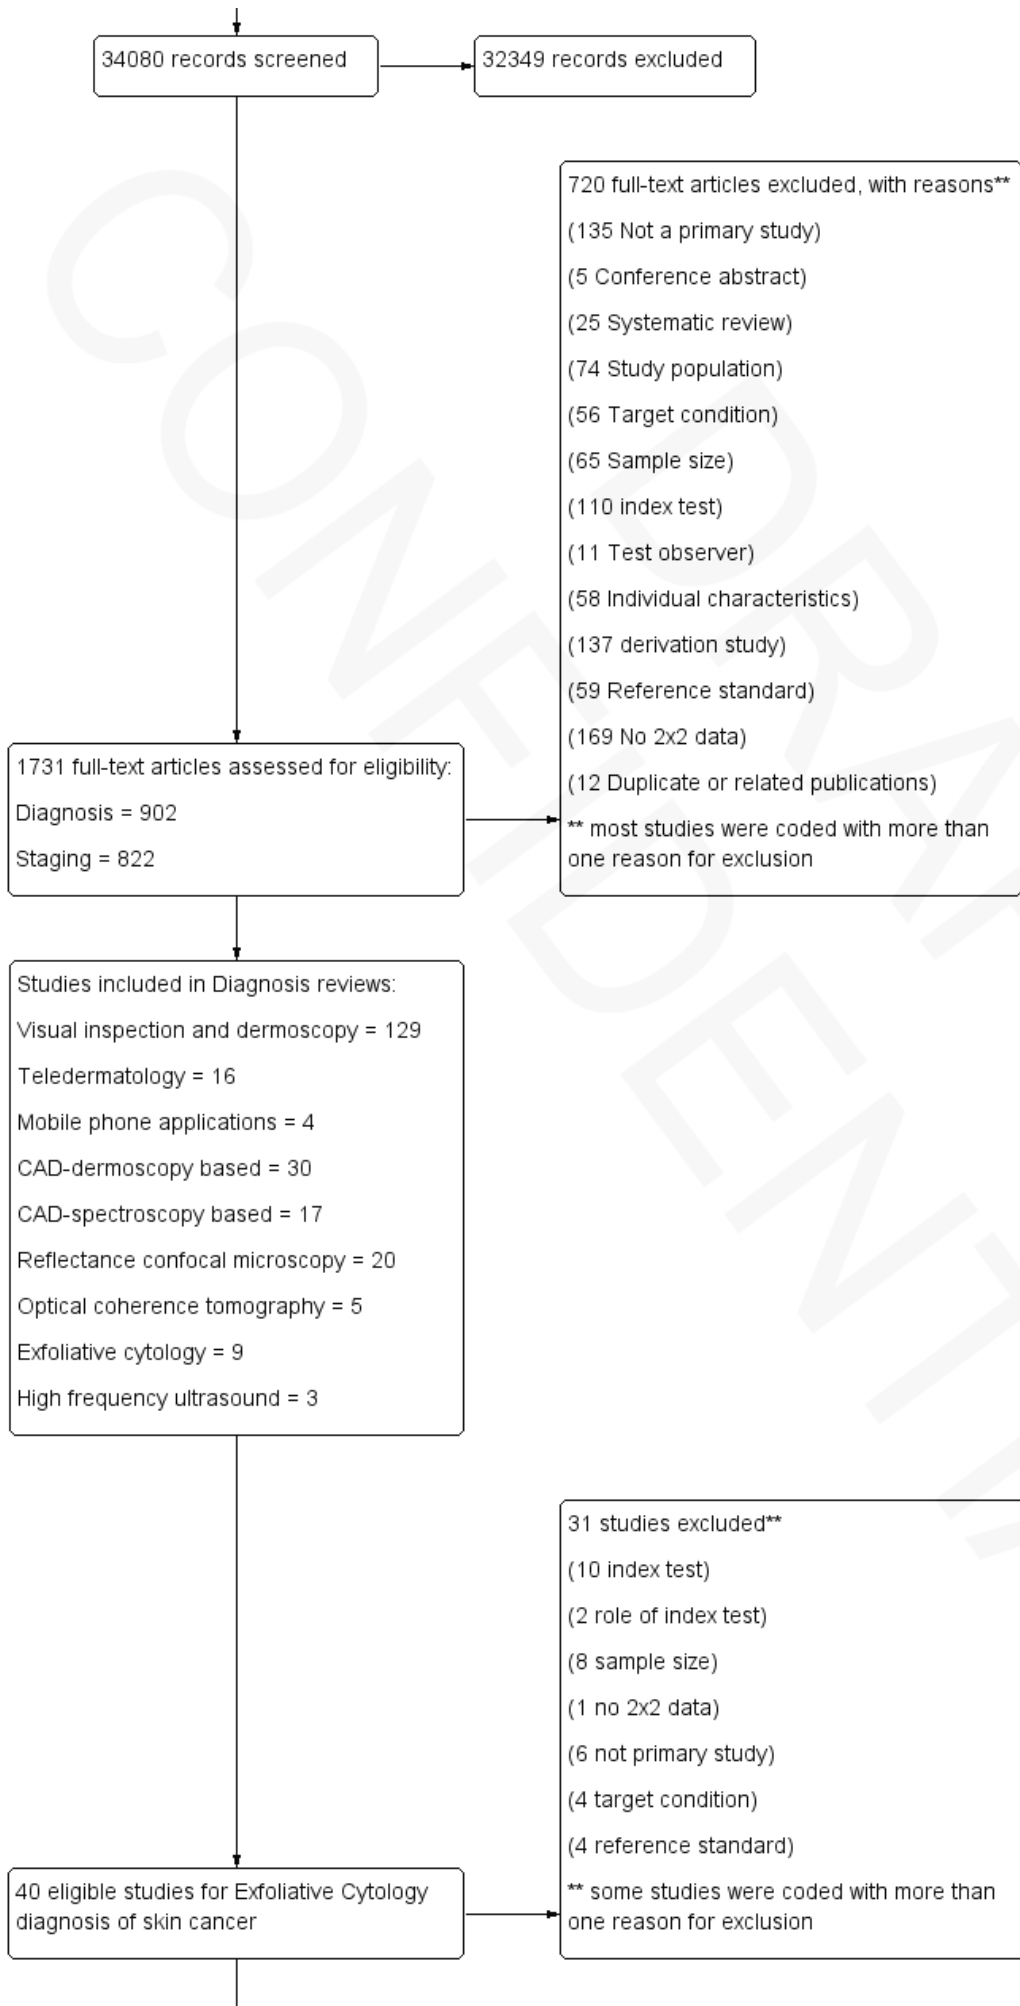 34080 records screened
32349 records excluded
720 full-text articles excluded, with reasons**
(135 Not a primary study)
(5 Conference abstract)
(25 Systematic review)
(74 Study population)
(56 Target condition)
(65 Sample size)
(110 index test)
(11 Test observer)
(58 Individual characteristics)
(137 derivation study)
(59 Reference standard)
(169 No 2x2 data)
(12 Duplicate or related publications)
** most studies were coded with more than
one reason for exclusion
1731 full-text articles assessed for eligibility:
Diagnosis = 902
Staging = 822
Studies included in Diagnosis reviews:
Visual inspection and dermoscopy = 129
Teledermatology = 16
Mobile phone applications = 4
CAD-dermoscopy based = 30
CAD-spectroscopy based = 17
Reflectance confocal microscopy = 20
Optical coherence tomography = 5
Exfoliative cytology = 9
High frequency ultrasound = 3
31 studies excluded**
(10 index test)
(2 role of index test)
(8 sample size)
(1 no 2x2 data)
(6 not primary study)
(4 target condition)
(4 reference standard)
** some studies were coded with more than
one reason for exclusion
40 eligible studies for Exfoliative Cytology
diagnosis of skin cancer